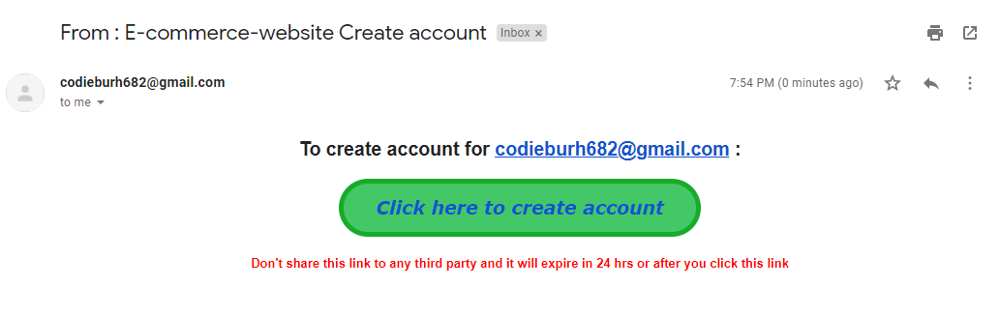 From : E-commerce-website Create account Inbox x
codieburh682@gmail.com 7:54 PM (0 minutes ago)
to me
To create account for codieburh682@gmail.com :
Click here to create account
Don't share this link to any third party and it will expire in 24 hrs or after you click this link